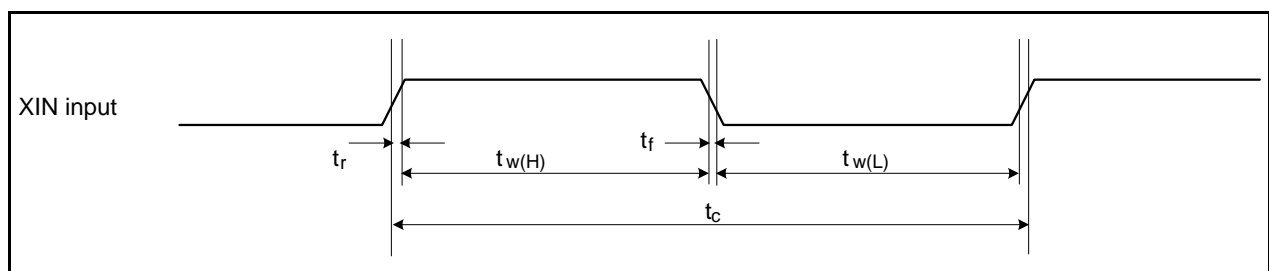 XIN input
tr
tw(H)
tf
tw(L)
tc